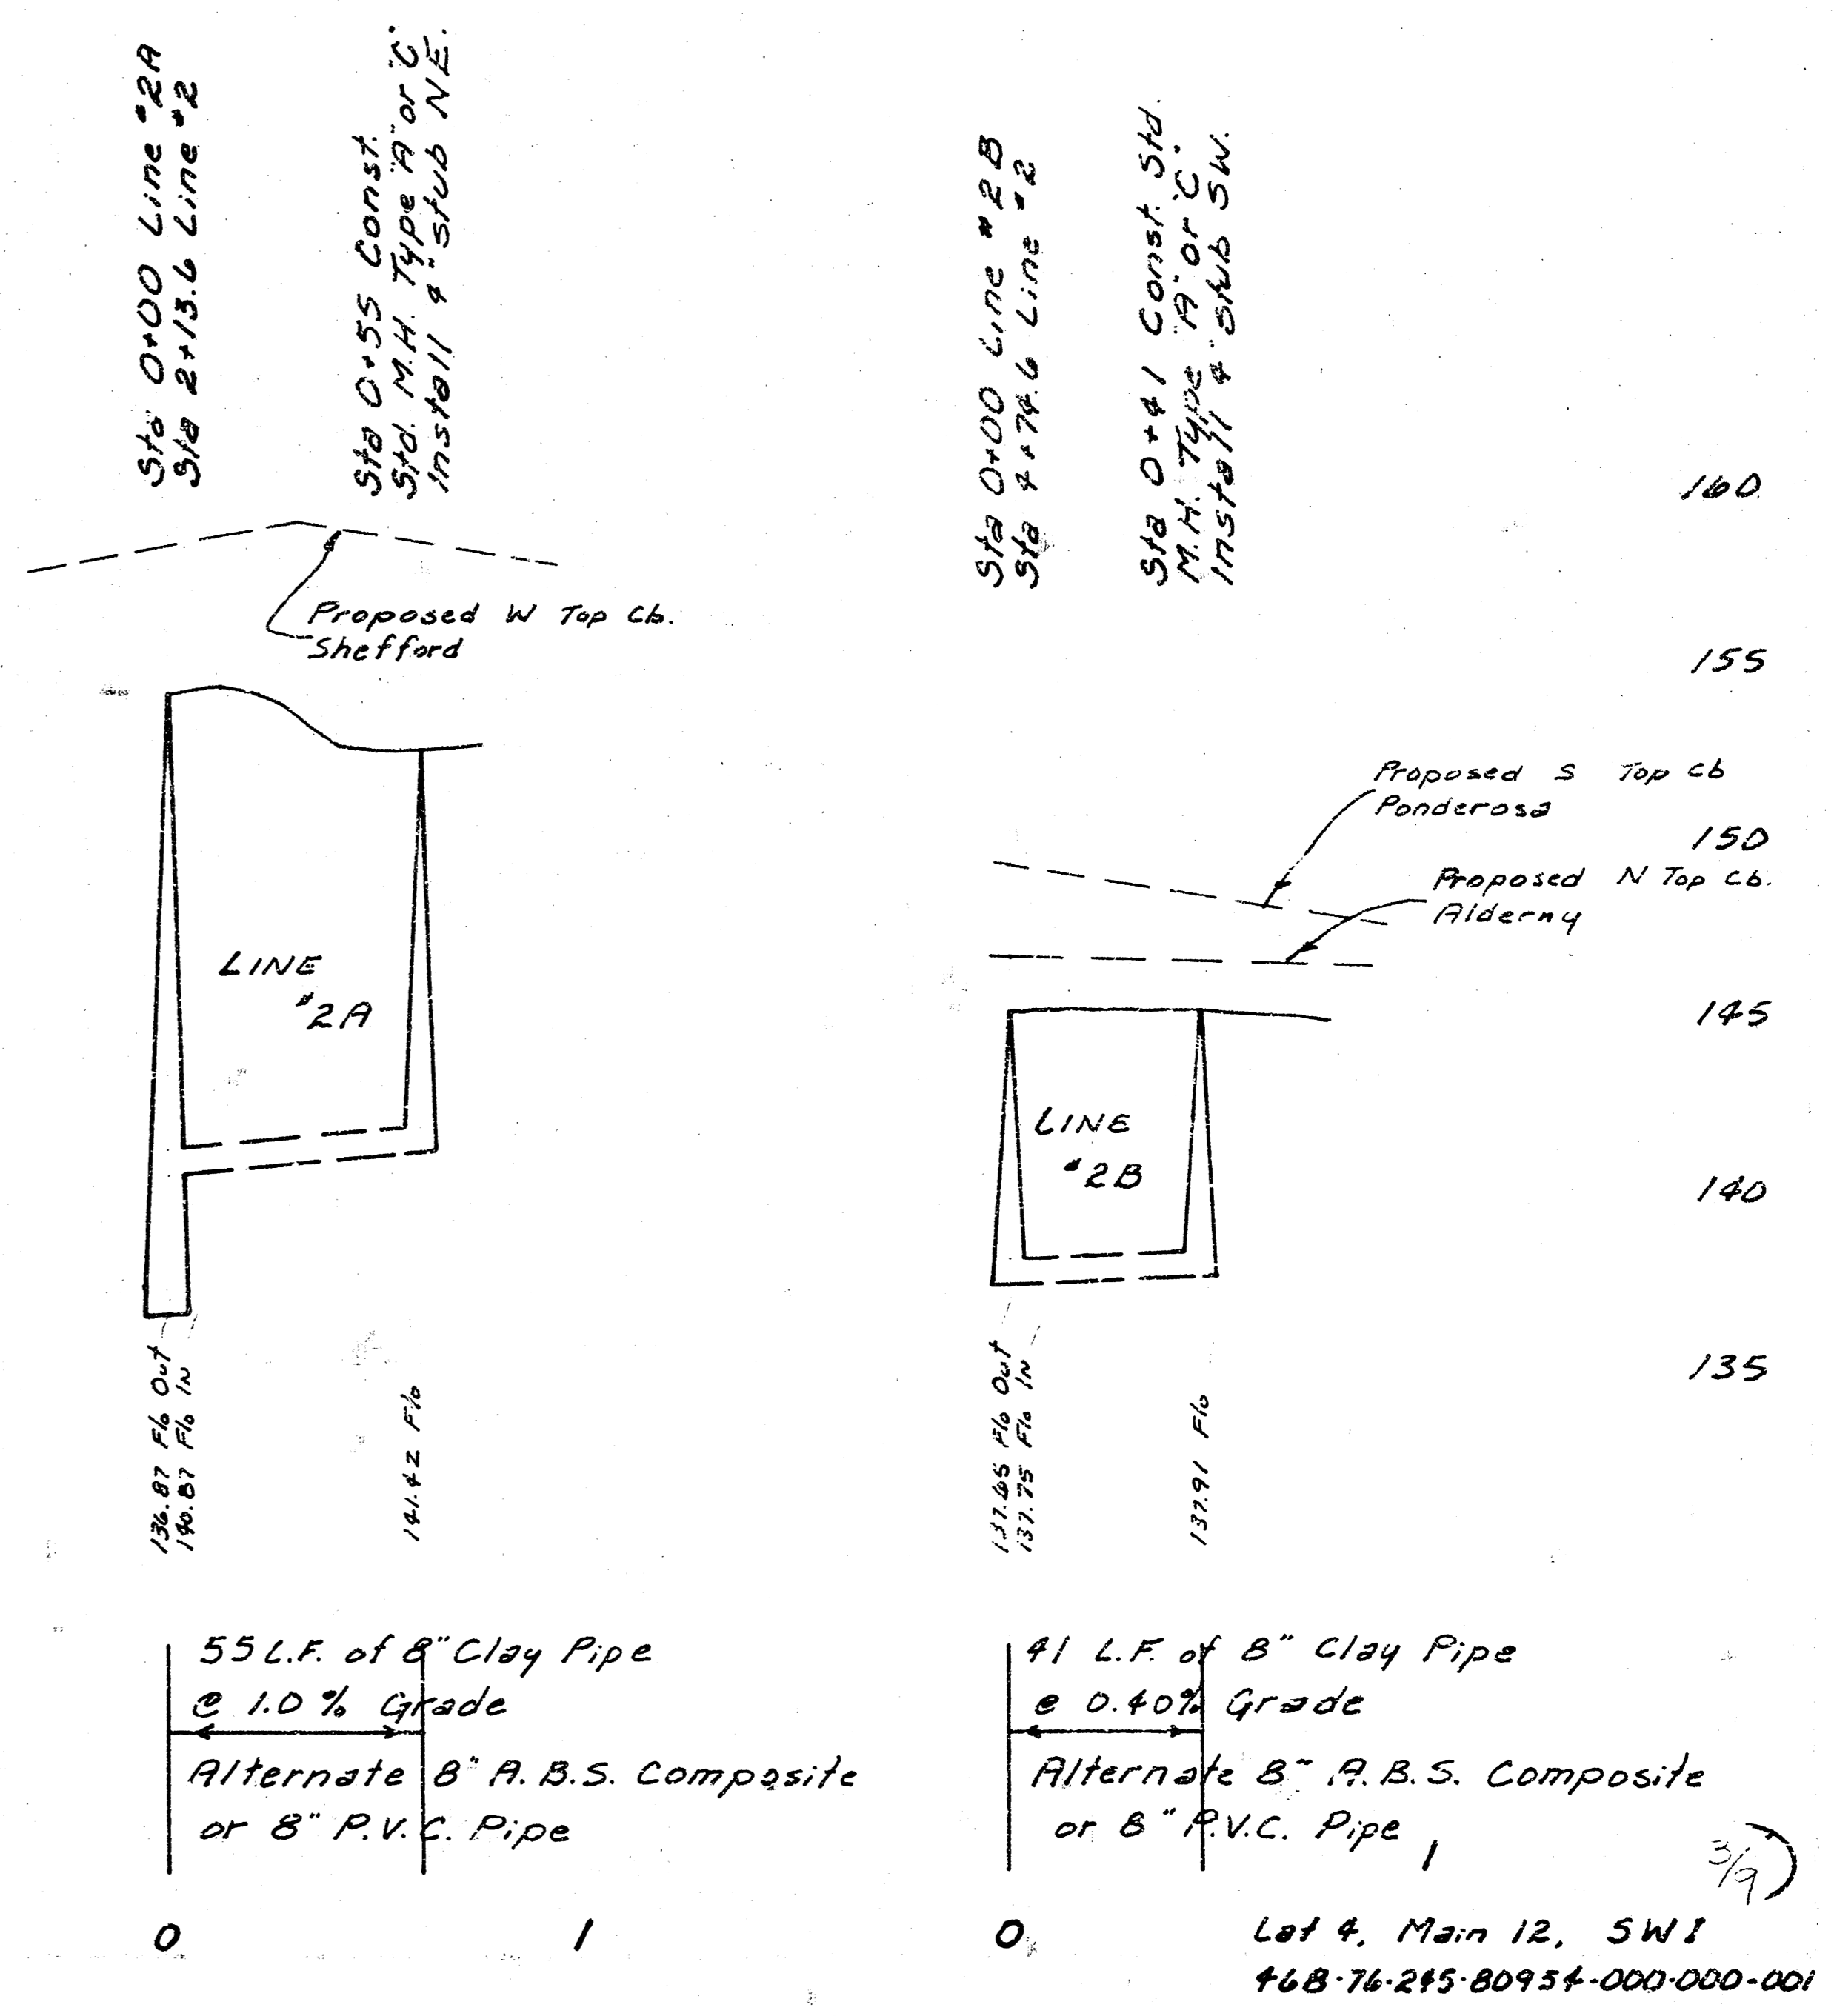 Sta 0+00 Line #2A
Sta 2+13.6 Line #2
Sta 0+55 Const.
Std. M.H. Type "A" or "C"
Install 4" stub NE.
Sta 0+00 Line #2B
Sta 4+74.6 Line #2
Sta 0+41 Const. Std.
M.H. Type "A" or "C"
Install 4" stub SW.
160
Proposed W Top Cb.
Shefford
155
Proposed S Top Cb
Ponderosa
150
Proposed N Top Cb.
Alderny
LINE
#2A
145
LINE
#2B
140
135
136.87 Flo Out
140.87 Flo IN
141.42 Flo
137.65 Flo Out
137.75 Flo IN
137.91 Flo
55 L.F. of 8" Clay Pipe
@ 1.0% Grade
Alternate 8" A.B.S. Composite
or 8" P.V.C. Pipe
41 L.F. of 8" Clay Pipe
@ 0.40% Grade
Alternate 8" A.B.S. Composite
or 8" P.V.C. Pipe
1
3/9
0
1
0
Lat 4, Main 12, SWI
468-76-245-80954-000-000-001